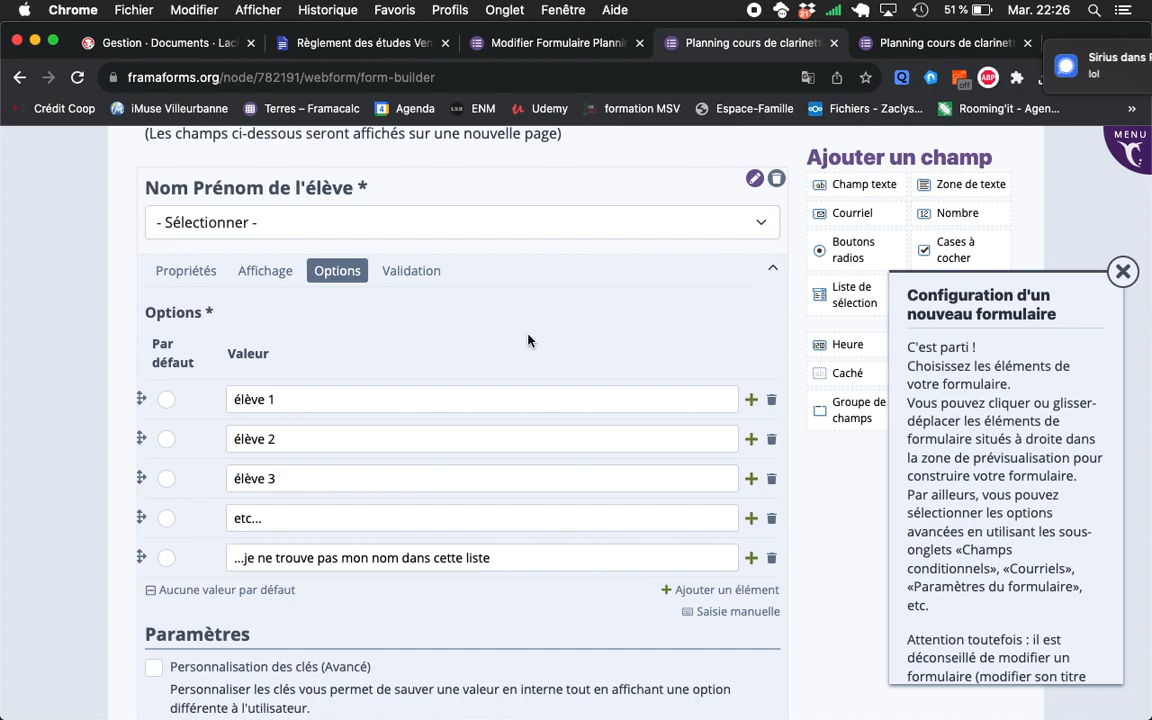 Chrome Fichier Modifier Afficher Historique Favoris Profils Onglet Fenêtre Aide 51 % Mar. 22:26
Gestion · Documents · Lacl
Règlement des études Ver
Modifier Formulaire Plannin
Planning cours de clarinett
Planning cours de clarinett
Sirius dans F
lol
framaforms.org/node/782191/webform/form-builder
ABP
off
Crédit Coop iMuse Villeurbanne Terres – Framacalc Agenda ENM Udemy formation MSV Espace-Famille Fichiers - Zaclys... Rooming'it - Agen... »
MENU
(Les champs ci-dessous seront affichés sur une nouvelle page)
Nom Prénom de l'élève *
- Sélectionner -
Propriétés Affichage Options Validation
Options *
Par défaut Valeur
élève 1
élève 2
élève 3
etc...
...je ne trouve pas mon nom dans cette liste
Aucune valeur par défaut
Ajouter un élément
Saisie manuelle
Paramètres
Personnalisation des clés (Avancé)
Personnaliser les clés vous permet de sauver une valeur en interne tout en affichant une option
différente à l'utilisateur.
Ajouter un champ
Champ texte
Zone de texte
Courriel
Nombre
Boutons
radios
Cases à
cocher
Liste de
sélection
Heure
Caché
Groupe de
champs
Configuration d'un
nouveau formulaire
C'est parti !
Choisissez les éléments de
votre formulaire.
Vous pouvez cliquer ou glisser-
déplacer les éléments de
formulaire situés à droite dans
la zone de prévisualisation pour
construire votre formulaire.
Par ailleurs, vous pouvez
sélectionner les options
avancées en utilisant les sous-
onglets «Champs
conditionnels», «Courriels»,
«Paramètres du formulaire»,
etc.
Attention toutefois : il est
déconseillé de modifier un
formulaire (modifier son titre